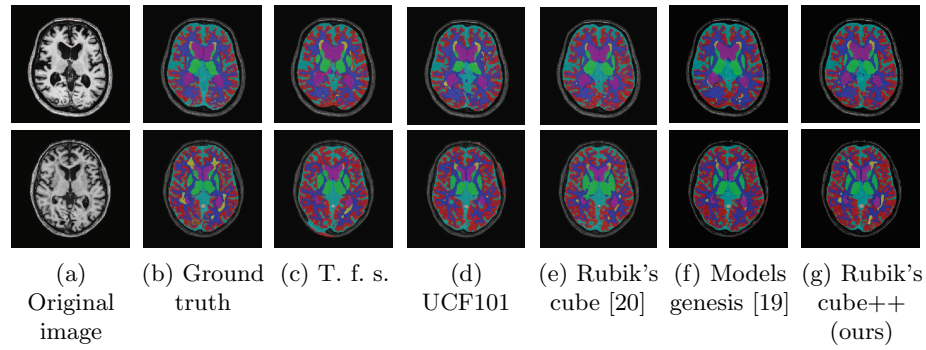 (a)
Original
image
(b) Ground
truth
(c) T. f. s.
(d)
UCF101
(e) Rubik's
cube [20]
(f) Models
genesis [19]
(g) Rubik's
cube++
(ours)